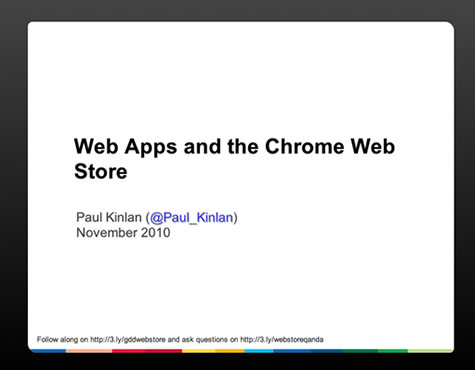 Web Apps and the Chrome Web
Store
Paul Kinlan (@Paul_Kinlan)
November 2010
Follow along on http://3.ly/gddwebstore and ask questions on http://3.ly/webstoreqanda